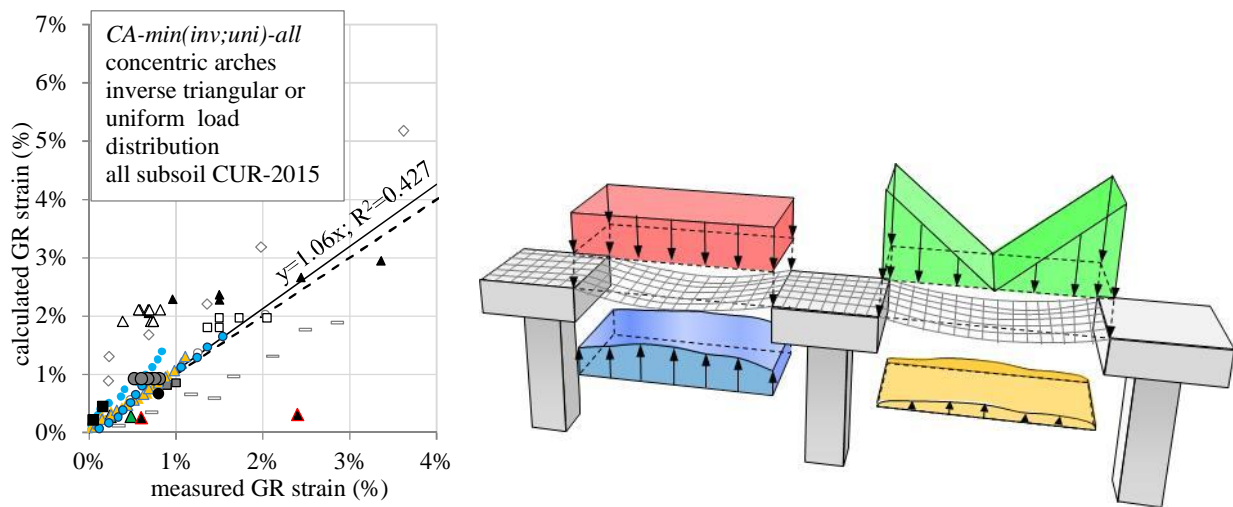 7%
CA-min(inv;uni)-all
concentric arches
inverse triangular or
uniform load
distribution
all subsoil CUR-2015
6%
5%
4%
3%
2%
1%
0%
calculated GR strain (%)
y=1.06x; R²=0.427
0% 1% 2% 3% 4%
measured GR strain (%)